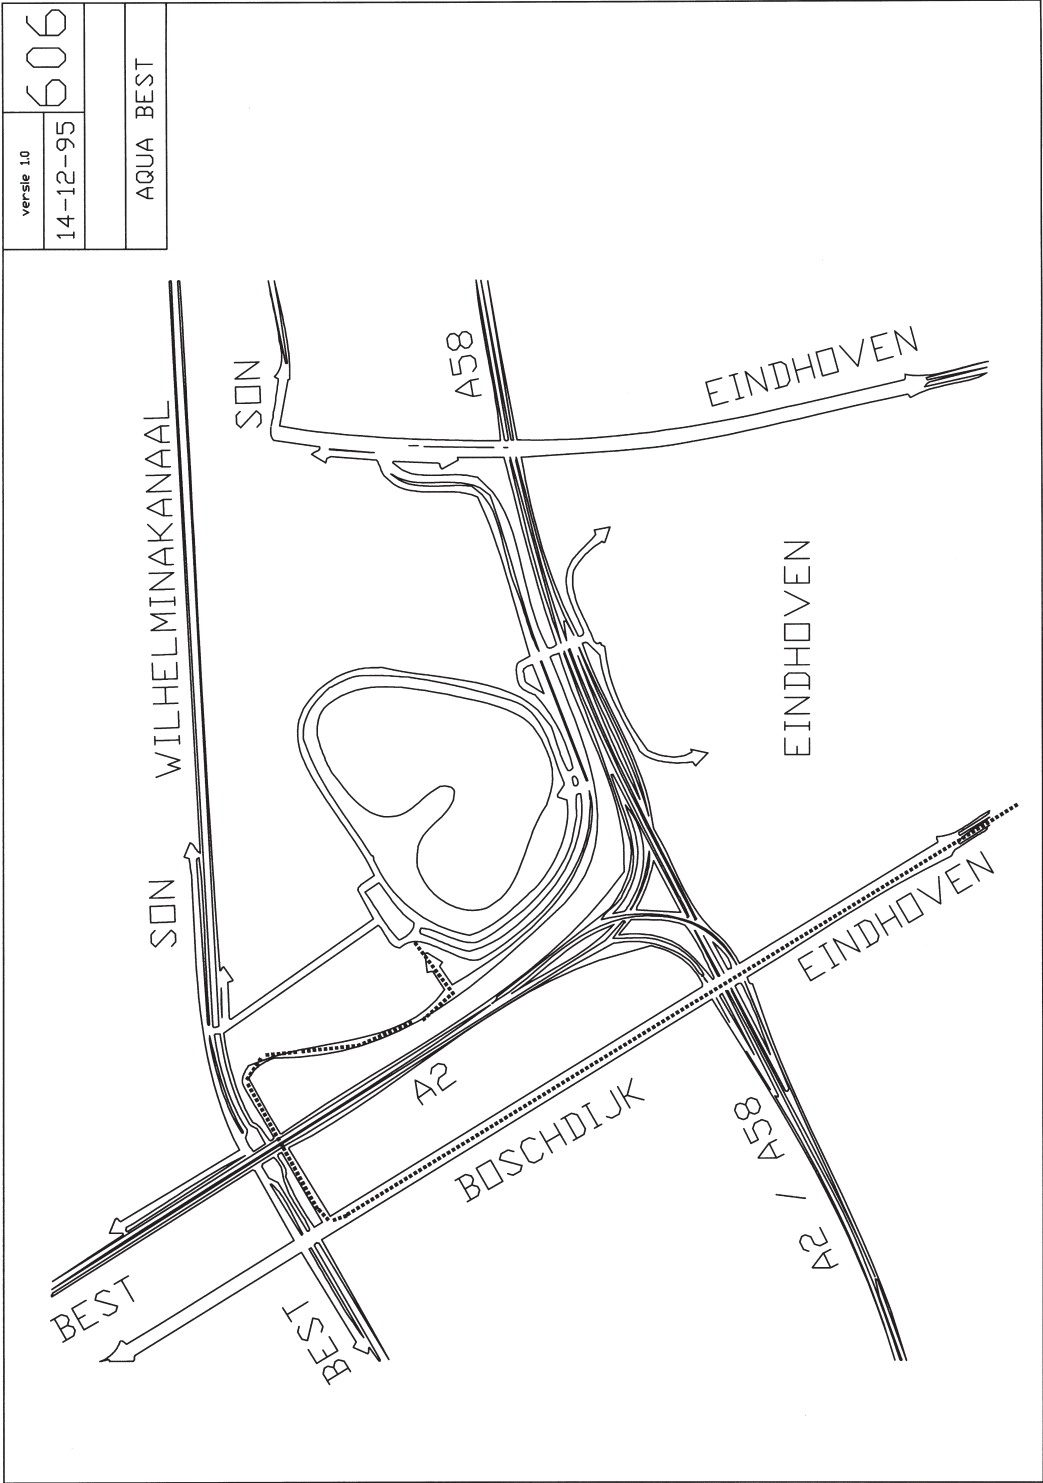 versie 1.0
606
14-12-95
AQUA BEST
WILHELMINAKANAAL
SON
A58
EINDHOVEN
SON
EINDHOVEN
EINDHOVEN
A2
BOSCHDIJK
A2 / A58
BEST
BEST